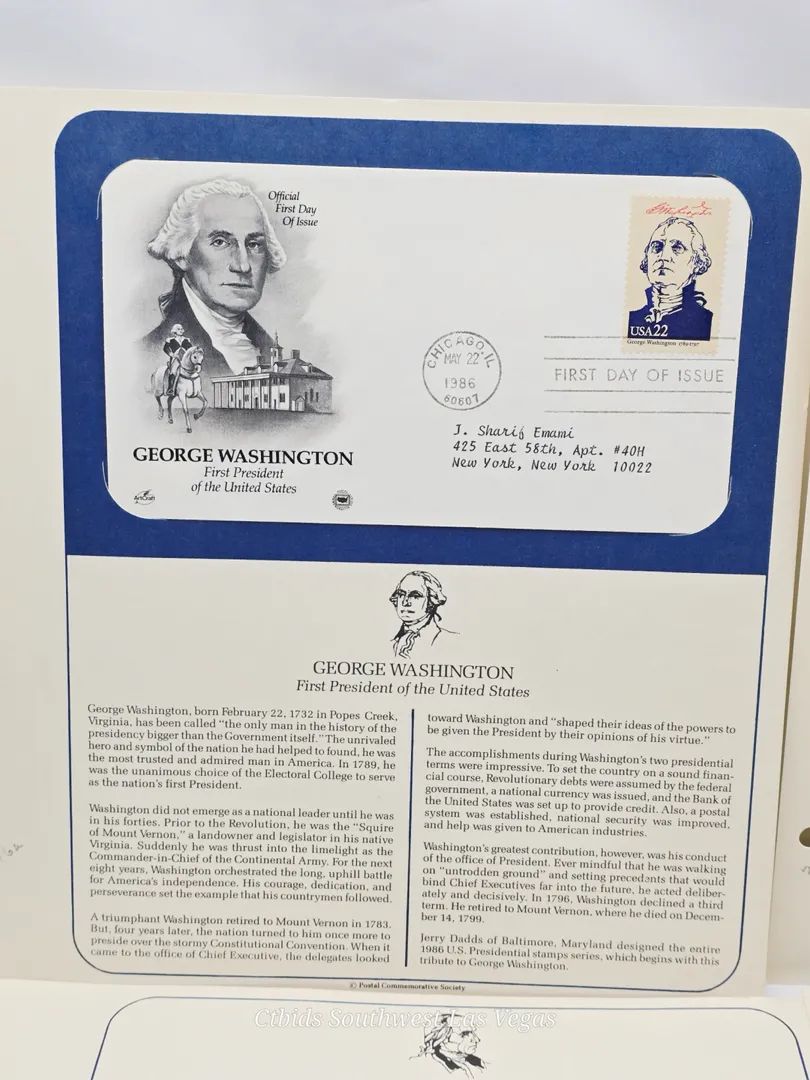 Official
First Day
Of Issue
USA22
George Washington 1789-1797
CHICAGO, IL
MAY 22
1986
60607
FIRST DAY OF ISSUE
J. Sharif Emami
425 East 58th, Apt. #40H
New York, New York 10022
GEORGE WASHINGTON
First President
of the United States
ArtCraft
GEORGE WASHINGTON
First President of the United States
George Washington, born February 22, 1732 in Popes Creek,
Virginia, has been called "the only man in the history of the
presidency bigger than the Government itself." The unrivaled
hero and symbol of the nation he had helped to found, he was
the most trusted and admired man in America. In 1789, he
was the unanimous choice of the Electoral College to serve
as the nation's first President.
Washington did not emerge as a national leader until he was
in his forties. Prior to the Revolution, he was the "Squire
of Mount Vernon," a landowner and legislator in his native
Virginia. Suddenly he was thrust into the limelight as the
Commander-in-Chief of the Continental Army. For the next
eight years, Washington orchestrated the long, uphill battle
for America's independence. His courage, dedication, and
perseverance set the example that his countrymen followed.
A triumphant Washington retired to Mount Vernon in 1783.
But, four years later, the nation turned to him once more to
preside over the stormy Constitutional Convention. When it
came to the office of Chief Executive, the delegates looked
toward Washington and "shaped their ideas of the powers to
be given the President by their opinions of his virtue."
The accomplishments during Washington's two presidential
terms were impressive. To set the country on a sound finan-
cial course, Revolutionary debts were assumed by the federal
government, a national currency was issued, and the Bank of
the United States was set up to provide credit. Also, a postal
system was established, national security was improved,
and help was given to American industries.
Washington's greatest contribution, however, was his conduct
of the office of President. Ever mindful that he was walking
on "untrodden ground" and setting precedents that would
bind Chief Executives far into the future, he acted deliber-
ately and decisively. In 1796, Washington declined a third
term. He retired to Mount Vernon, where he died on Decem-
ber 14, 1799.
Jerry Dadds of Baltimore, Maryland designed the entire
1986 U.S. Presidential stamps series, which begins with this
tribute to George Washington.
© Postal Commemorative Society
Ctbids Southwest Las Vegas